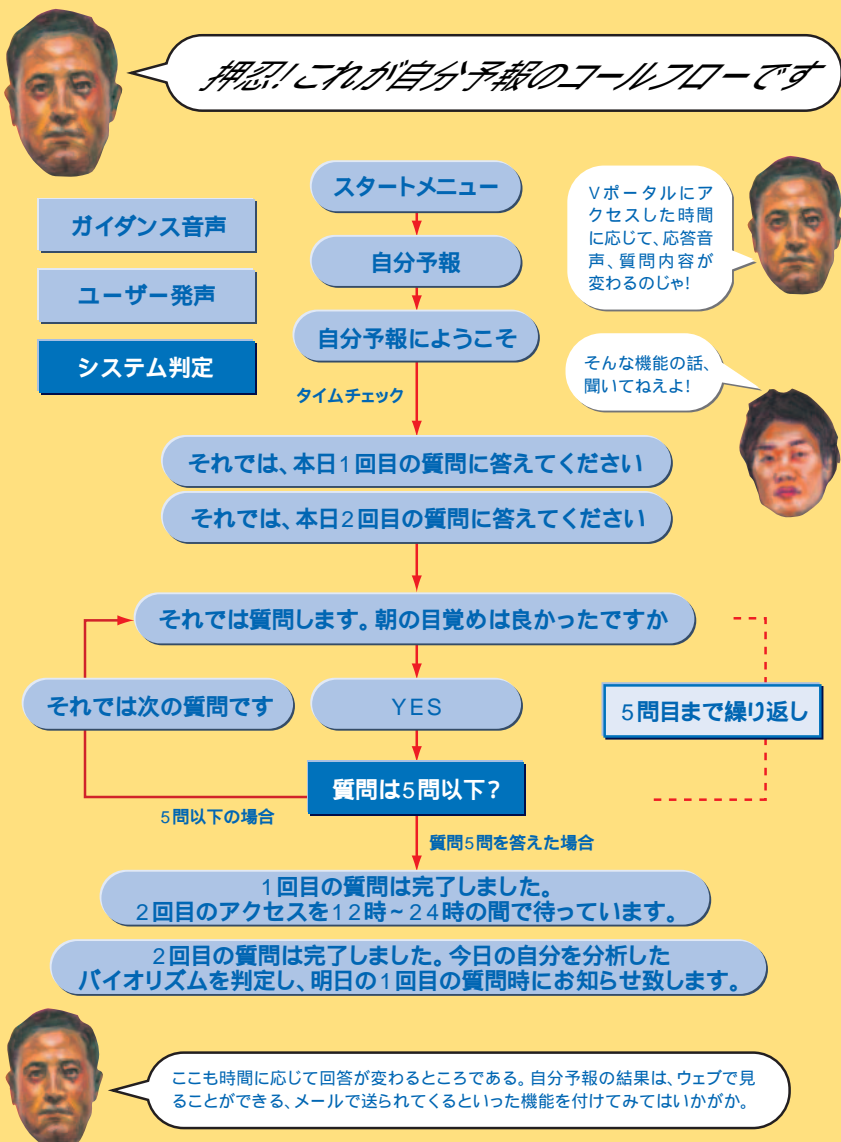 押忍!これが自分予報のコールフローです
スタートメニュー
ガイダンス音声
ユーザー発声
システム判定
自分予報
自分予報にようこそ
Vポータルにア
クセスした時間
に応じて、応答音
声、質問内容が
変わるのじゃ!
そんな機能の話、
聞いてねえよ!
タイムチェック
それでは、本日1回目の質問に答えてください
それでは、本日2回目の質問に答えてください
それでは質問します。朝の目覚めは良かったですか
それでは次の質問です
YES
5問目まで繰り返し
質問は5問以下?
5問以下の場合
質問5問を答えた場合
1回目の質問は完了しました。
2回目のアクセスを12時~24時の間で待っています。
2回目の質問は完了しました。今日の自分を分析した
バイオリズムを判定し、明日の1回目の質問時にお知らせ致します。
ここも時間に応じて回答が変わるところである。自分予報の結果は、ウェブで見
ることができる、メールで送られてくるといった機能を付けてみてはいかがか。